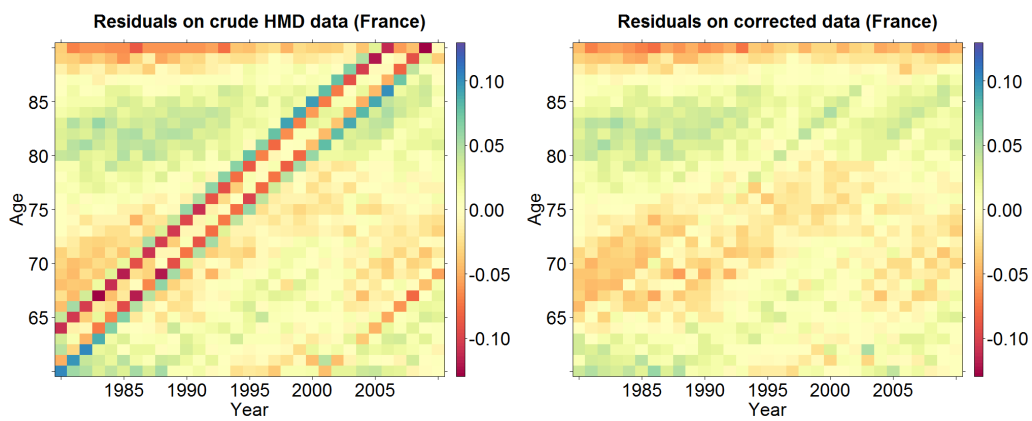 Residuals on crude HMD data (France)
85
80
75
70
65
Age
1985 1990 1995 2000 2005
Year
0.10
0.05
0.00
-0.05
-0.10
Residuals on corrected data (France)
85
80
75
70
65
Age
1985 1990 1995 2000 2005
Year
0.10
0.05
0.00
-0.05
-0.10